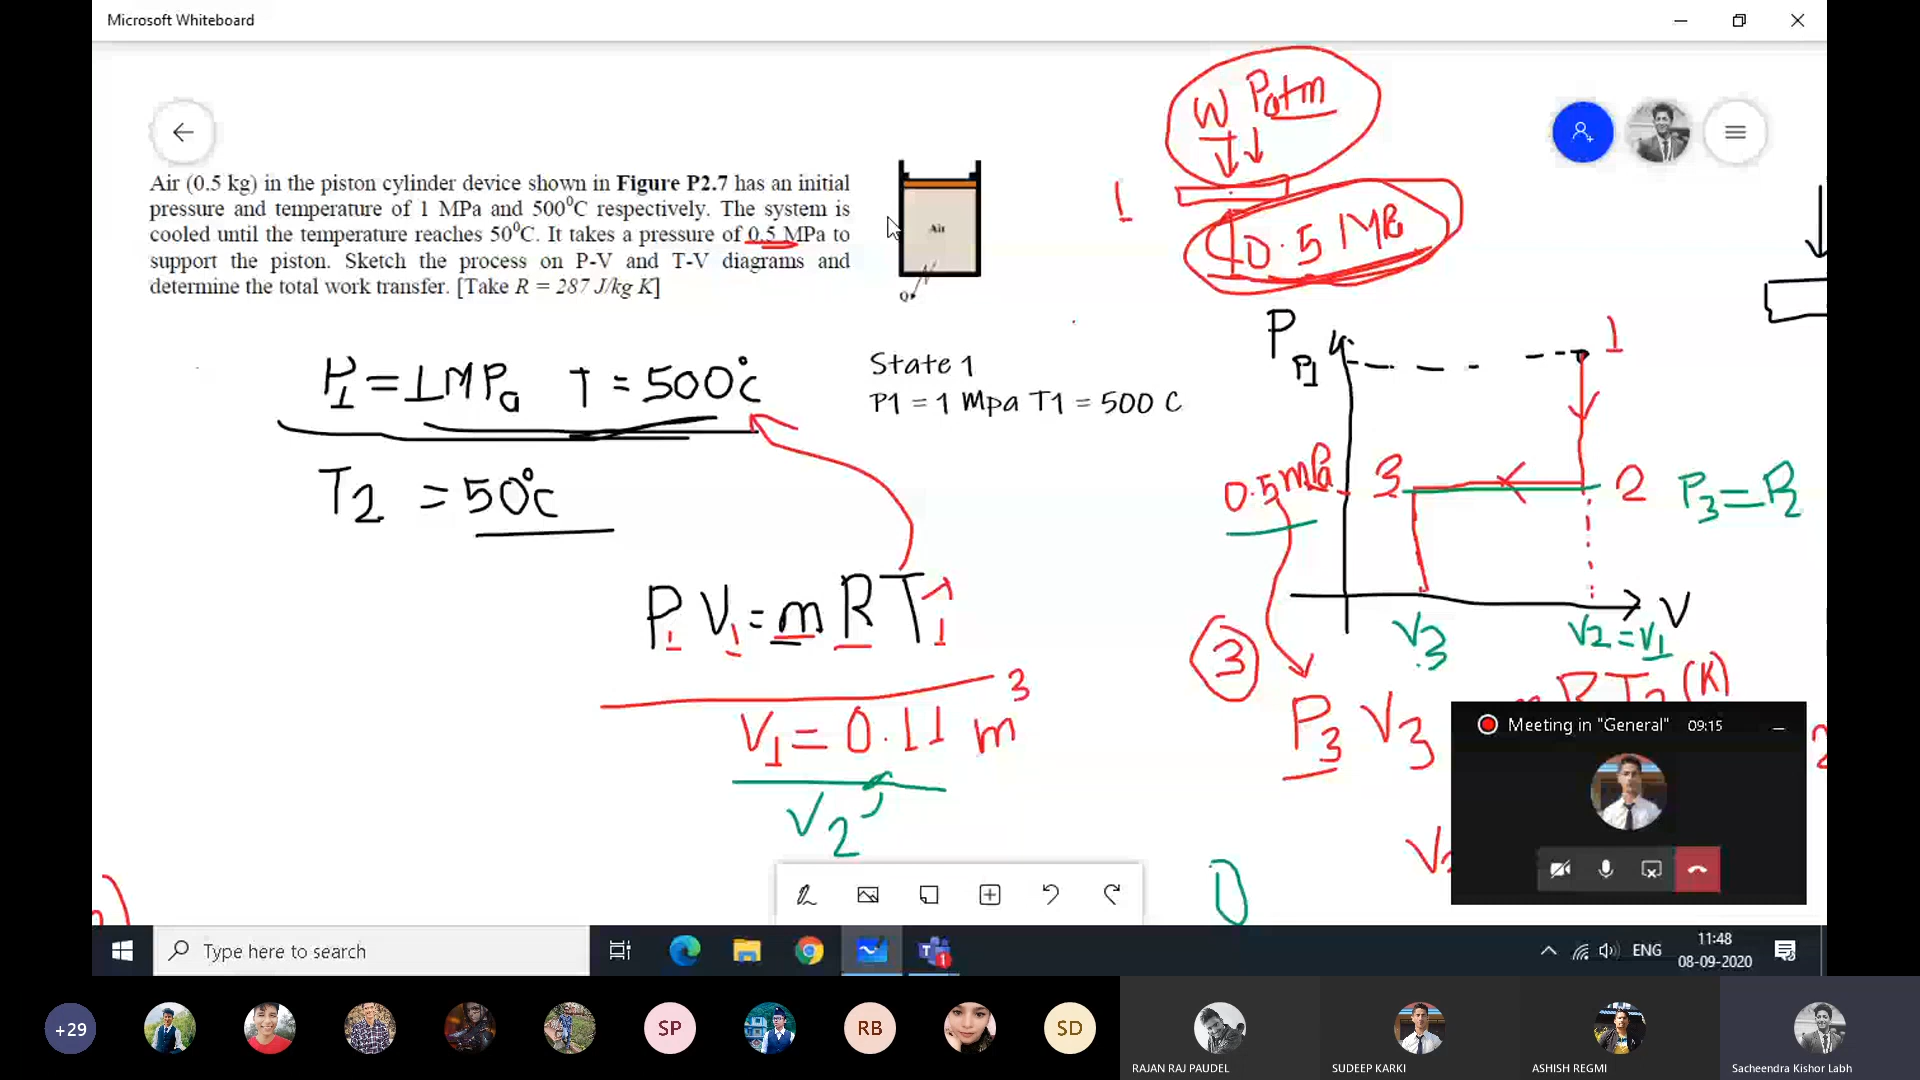 Microsoft Whiteboard
Air (0.5 kg) in the piston cylinder device shown in Figure P2.7 has an initial
pressure and temperature of 1 MPa and 500⁰C respectively. The system is
cooled until the temperature reaches 50⁰C. It takes a pressure of 0.5 MPa to
support the piston. Sketch the process on P-V and T-V diagrams and
determine the total work transfer. [Take R = 287 J/kg K]
Air
Q
W Patm
1
P1 = 1MPa T = 500°c
T2 = 50°c
State 1
P1 = 1 Mpa T1 = 500 C
P
P1
1
0.5 mPa
3
2
P3 = P2
V3
V2 = V1
V
P1 V1 = m R T1
V1 = 0.11 m³
V2
3
P3 V3
Meeting in "General" 09:15
Type here to search
1
ENG
11:48
08-09-2020
+29
SP
RB
SD
RAJAN RAJ PAUDEL
SUDEEP KARKI
ASHISH REGMI
Sacheendra Kishor Labh